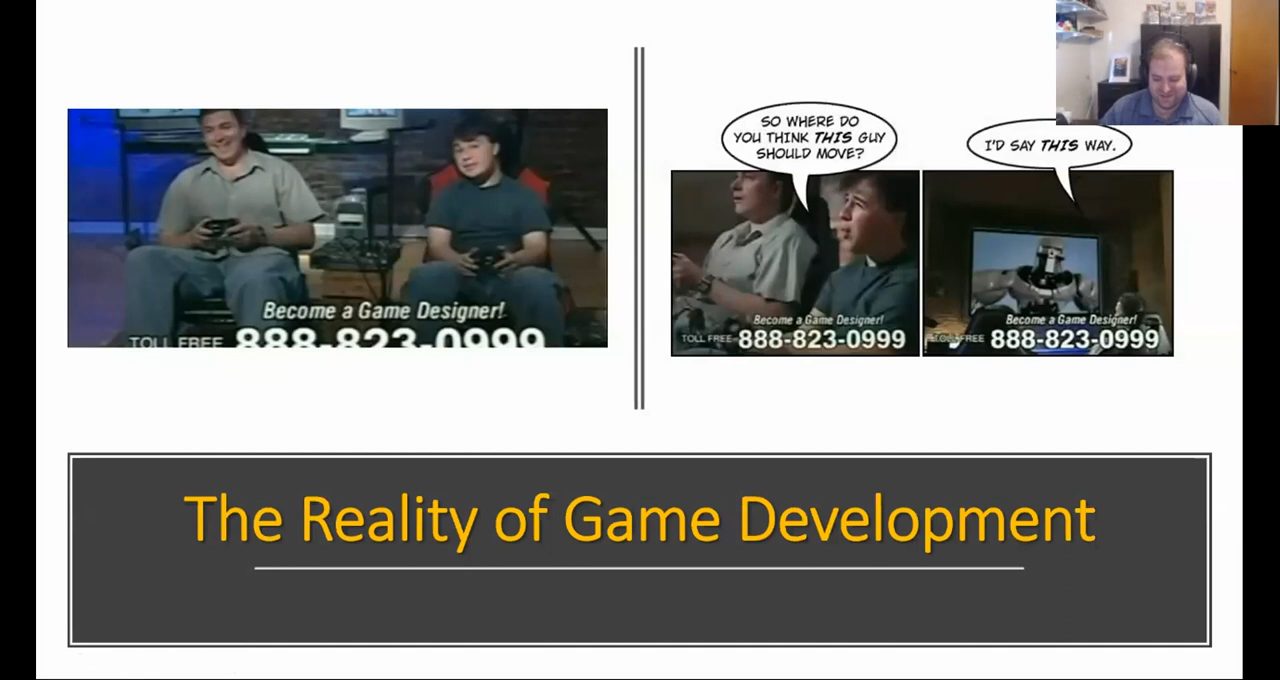 Become a Game Designer!
TOLL FREE 888-823-0999
SO WHERE DO
YOU THINK THIS GUY
SHOULD MOVE?
Become a Game Designer!
TOLL FREE 888-823-0999
I'D SAY THIS WAY.
Become a Game Designer!
TOLL FREE 888-823-0999
The Reality of Game Development